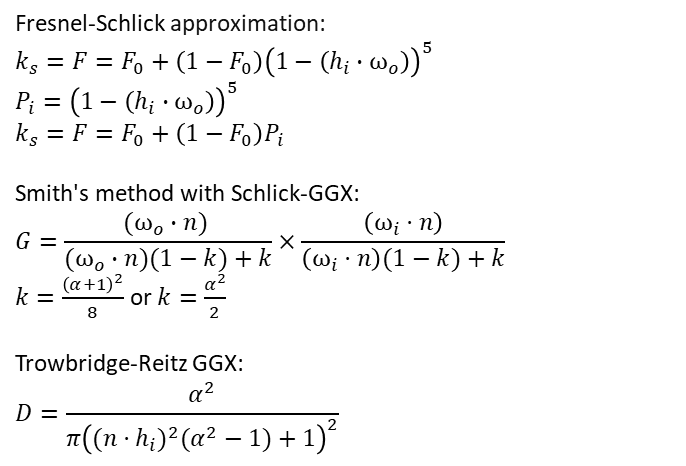 Fresnel-Schlick approximation:
k_s = F = F_0 + (1 − F_0)(1 − (h_i · ω_o))^5
P_i = (1 − (h_i · ω_o))^5
k_s = F = F_0 + (1 − F_0)P_i
Smith's method with Schlick-GGX:
G = (ω_o · n) / ((ω_o · n)(1 − k) + k) × (ω_i · n) / ((ω_i · n)(1 − k) + k)
k = (α+1)^2 / 8 or k = α^2 / 2
Trowbridge-Reitz GGX:
D = α^2 / (π((n · h_i)^2(α^2 − 1) + 1)^2)